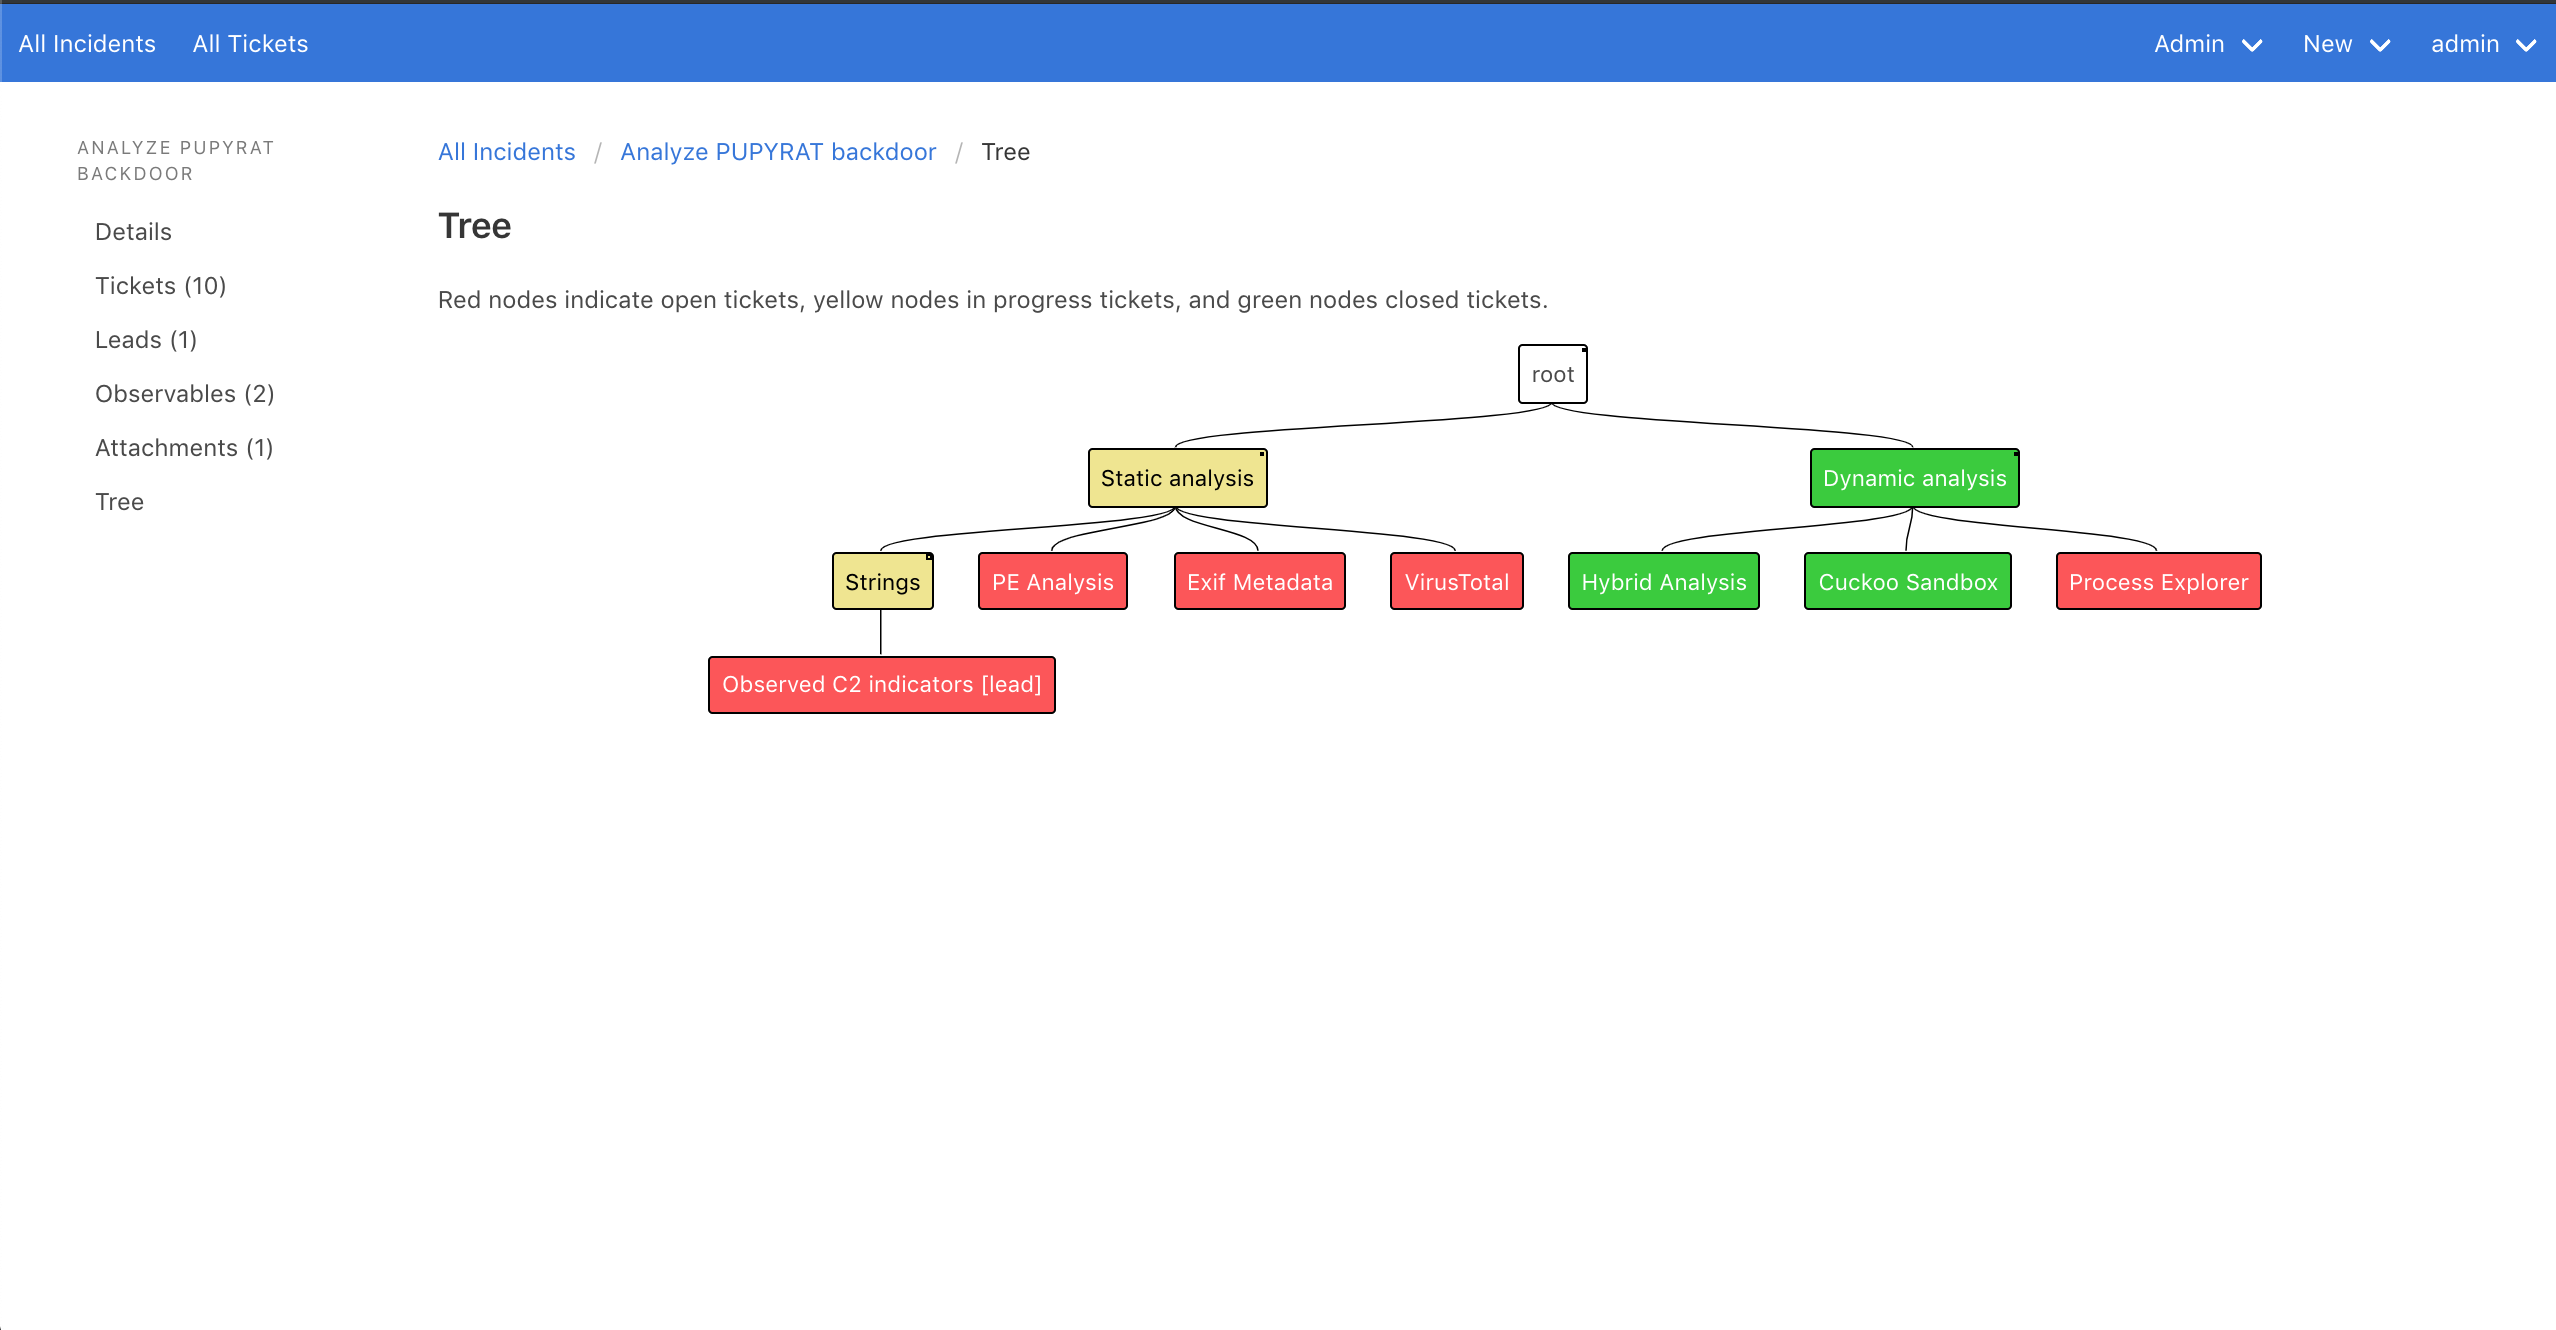 All Incidents All Tickets Admin New admin
ANALYZE PUPYRAT
BACKDOOR
Details
Tickets (10)
Leads (1)
Observables (2)
Attachments (1)
Tree
All Incidents / Analyze PUPYRAT backdoor / Tree
Tree
Red nodes indicate open tickets, yellow nodes in progress tickets, and green nodes closed tickets.
root
Static analysis Dynamic analysis
Strings PE Analysis Exif Metadata VirusTotal Hybrid Analysis Cuckoo Sandbox Process Explorer
Observed C2 indicators [lead]